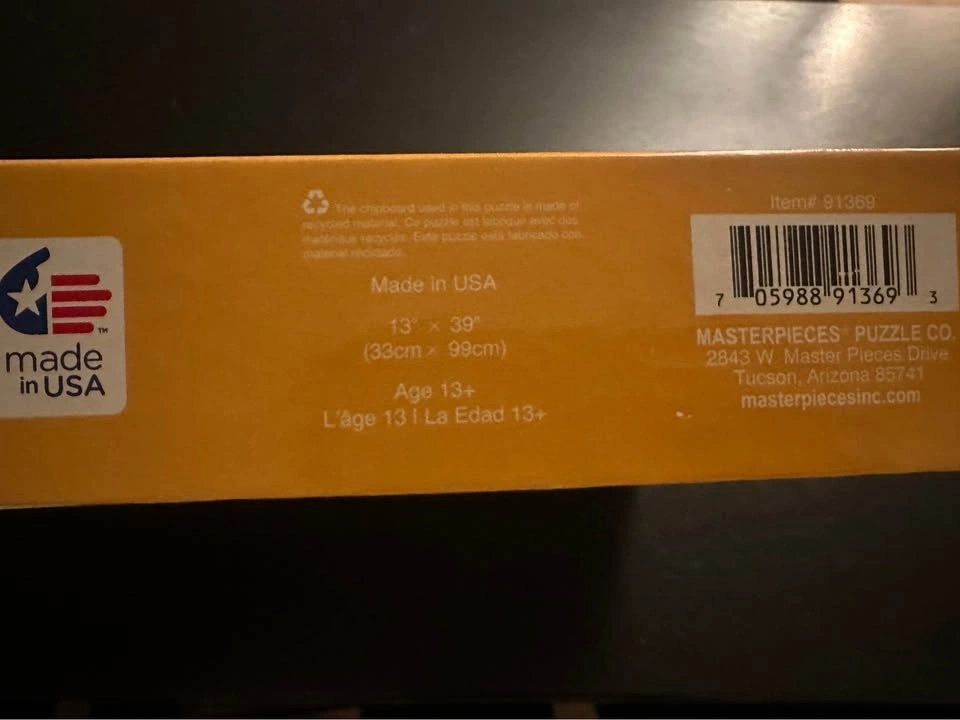 made
in USA
TM
The chipboard used in this puzzle is made of
recycled material. Ce puzzle est fabriqué avec des
matériaux recyclés. Este puzzle está fabricado con
material reciclado.
Made in USA
13" × 39"
(33cm × 99cm)
Age 13+
L'âge 13 | La Edad 13+
Item# 91369
7 05988 91369 3
MASTERPIECES® PUZZLE CO.
2843 W. Master Pieces Drive
Tucson, Arizona 85741
masterpiecesinc.com